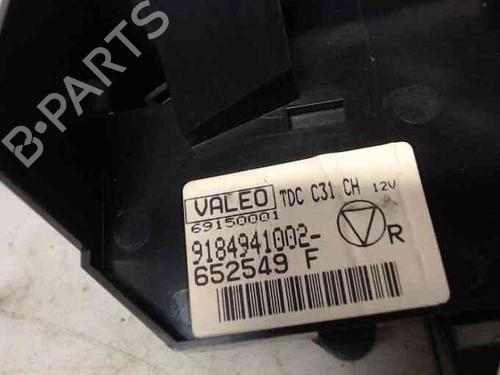 B-PARTS
VALEO TDC C31 CH 12V
69150001
9184941002-
652549 F
R